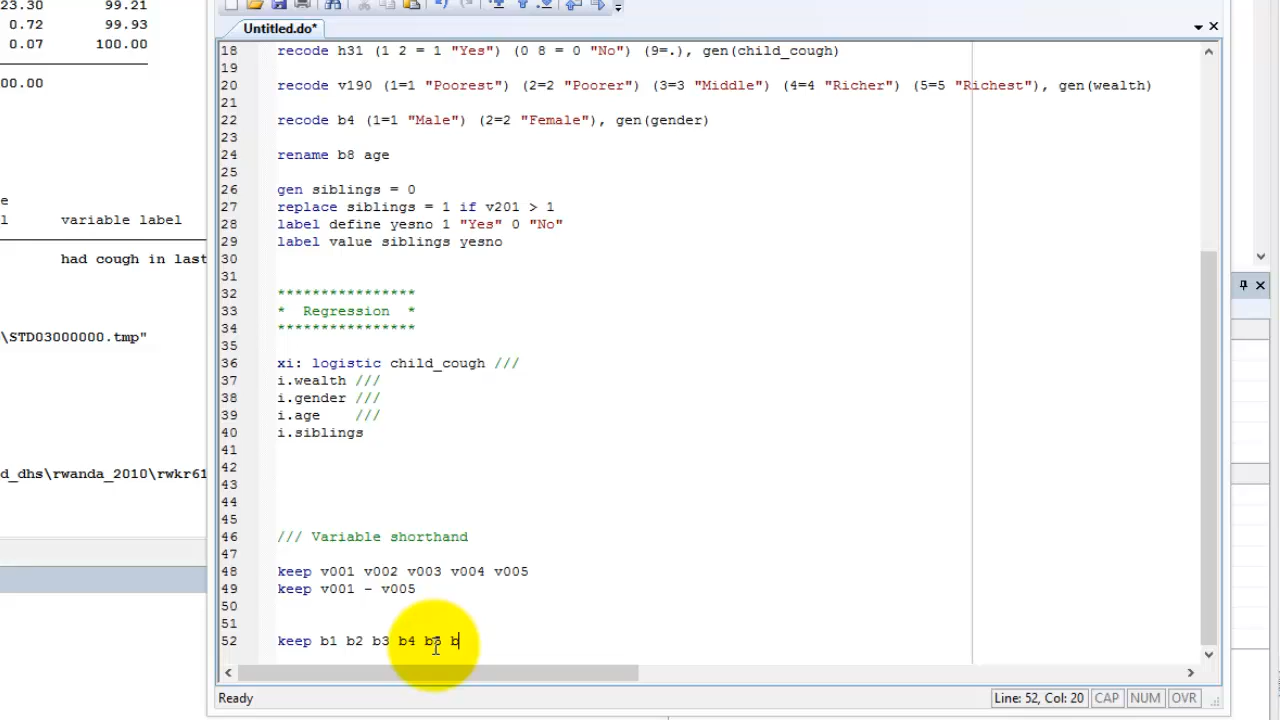 23.30 99.21
0.72 99.93
0.07 100.00
00.00
e
l variable label
had cough in last
\STD03000000.tmp"
d_dhs\rwanda_2010\rwkr61
Untitled.do*
18 recode h31 (1 2 = 1 "Yes") (0 8 = 0 "No") (9=.), gen(child_cough)
19
20 recode v190 (1=1 "Poorest") (2=2 "Poorer") (3=3 "Middle") (4=4 "Richer") (5=5 "Richest"), gen(wealth)
21
22 recode b4 (1=1 "Male") (2=2 "Female"), gen(gender)
23
24 rename b8 age
25
26 gen siblings = 0
27 replace siblings = 1 if v201 > 1
28 label define yesno 1 "Yes" 0 "No"
29 label value siblings yesno
30
31
32 ****************
33 * Regression *
34 ****************
35
36 xi: logistic child_cough ///
37 i.wealth ///
38 i.gender ///
39 i.age ///
40 i.siblings
41
42
43
44
45
46 /// Variable shorthand
47
48 keep v001 v002 v003 v004 v005
49 keep v001 - v005
50
51
52 keep b1 b2 b3 b4 b5 b
Ready
Line: 52, Col: 20 CAP NUM OVR